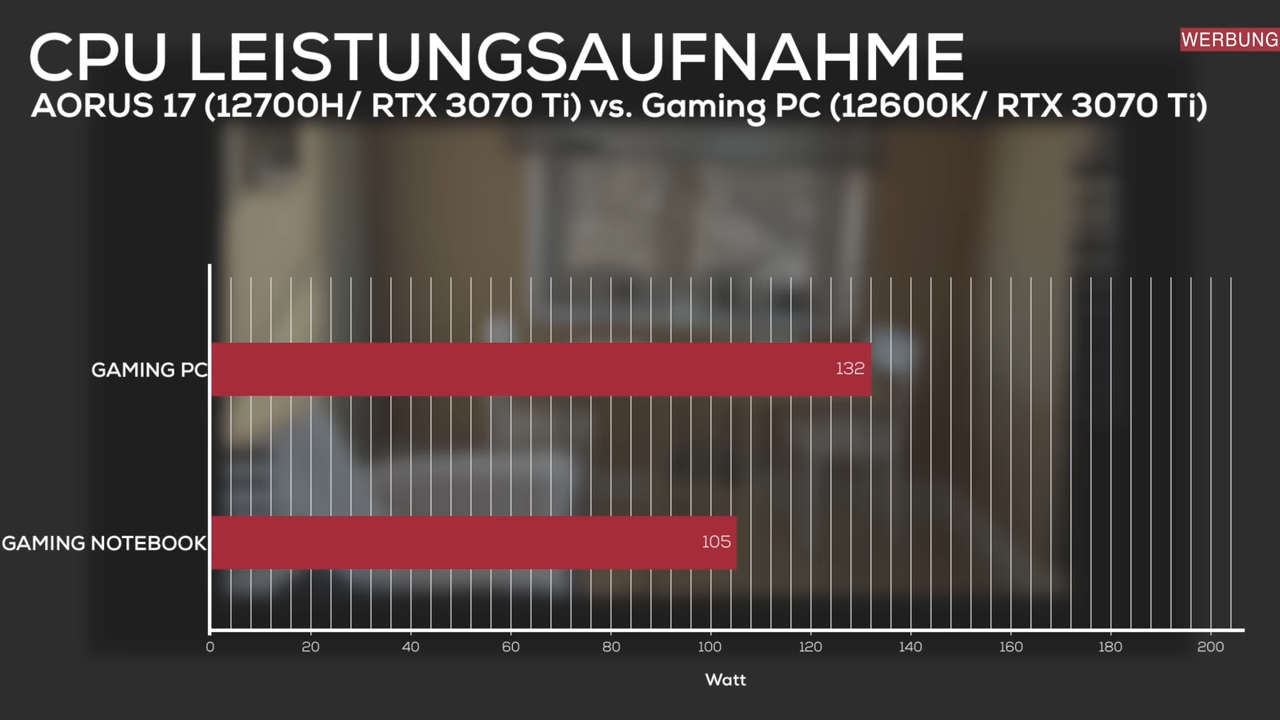 CPU LEISTUNGSAUFNAHME
WERBUNG
AORUS 17 (12700H/ RTX 3070 Ti) vs. Gaming PC (12600K/ RTX 3070 Ti)
GAMING PC 132
GAMING NOTEBOOK 105
0 20 40 60 80 100 120 140 160 180 200
Watt